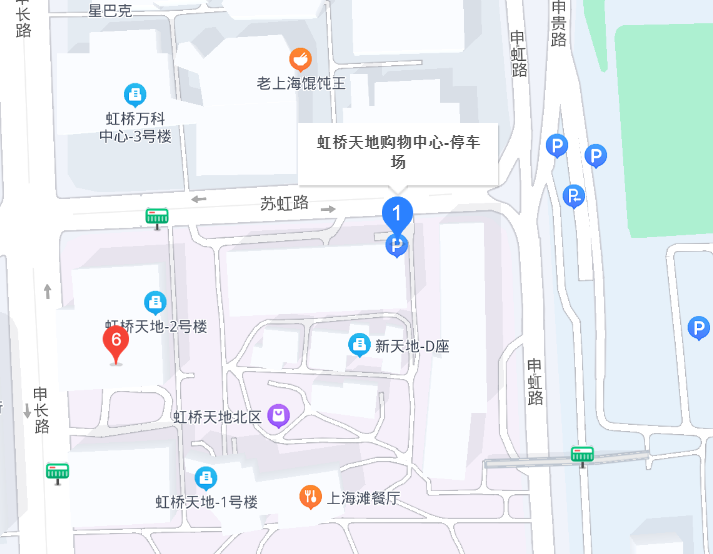 申长路
星巴克
申贵路
申虹路
老上海馄饨王
虹桥万科
中心-3号楼
虹桥天地购物中心-停车
场
P
P
P
苏虹路
1
P
虹桥天地-2号楼
6
P
新天地-D座
申虹路
申长路
虹桥天地北区
虹桥天地-1号楼
上海滩餐厅